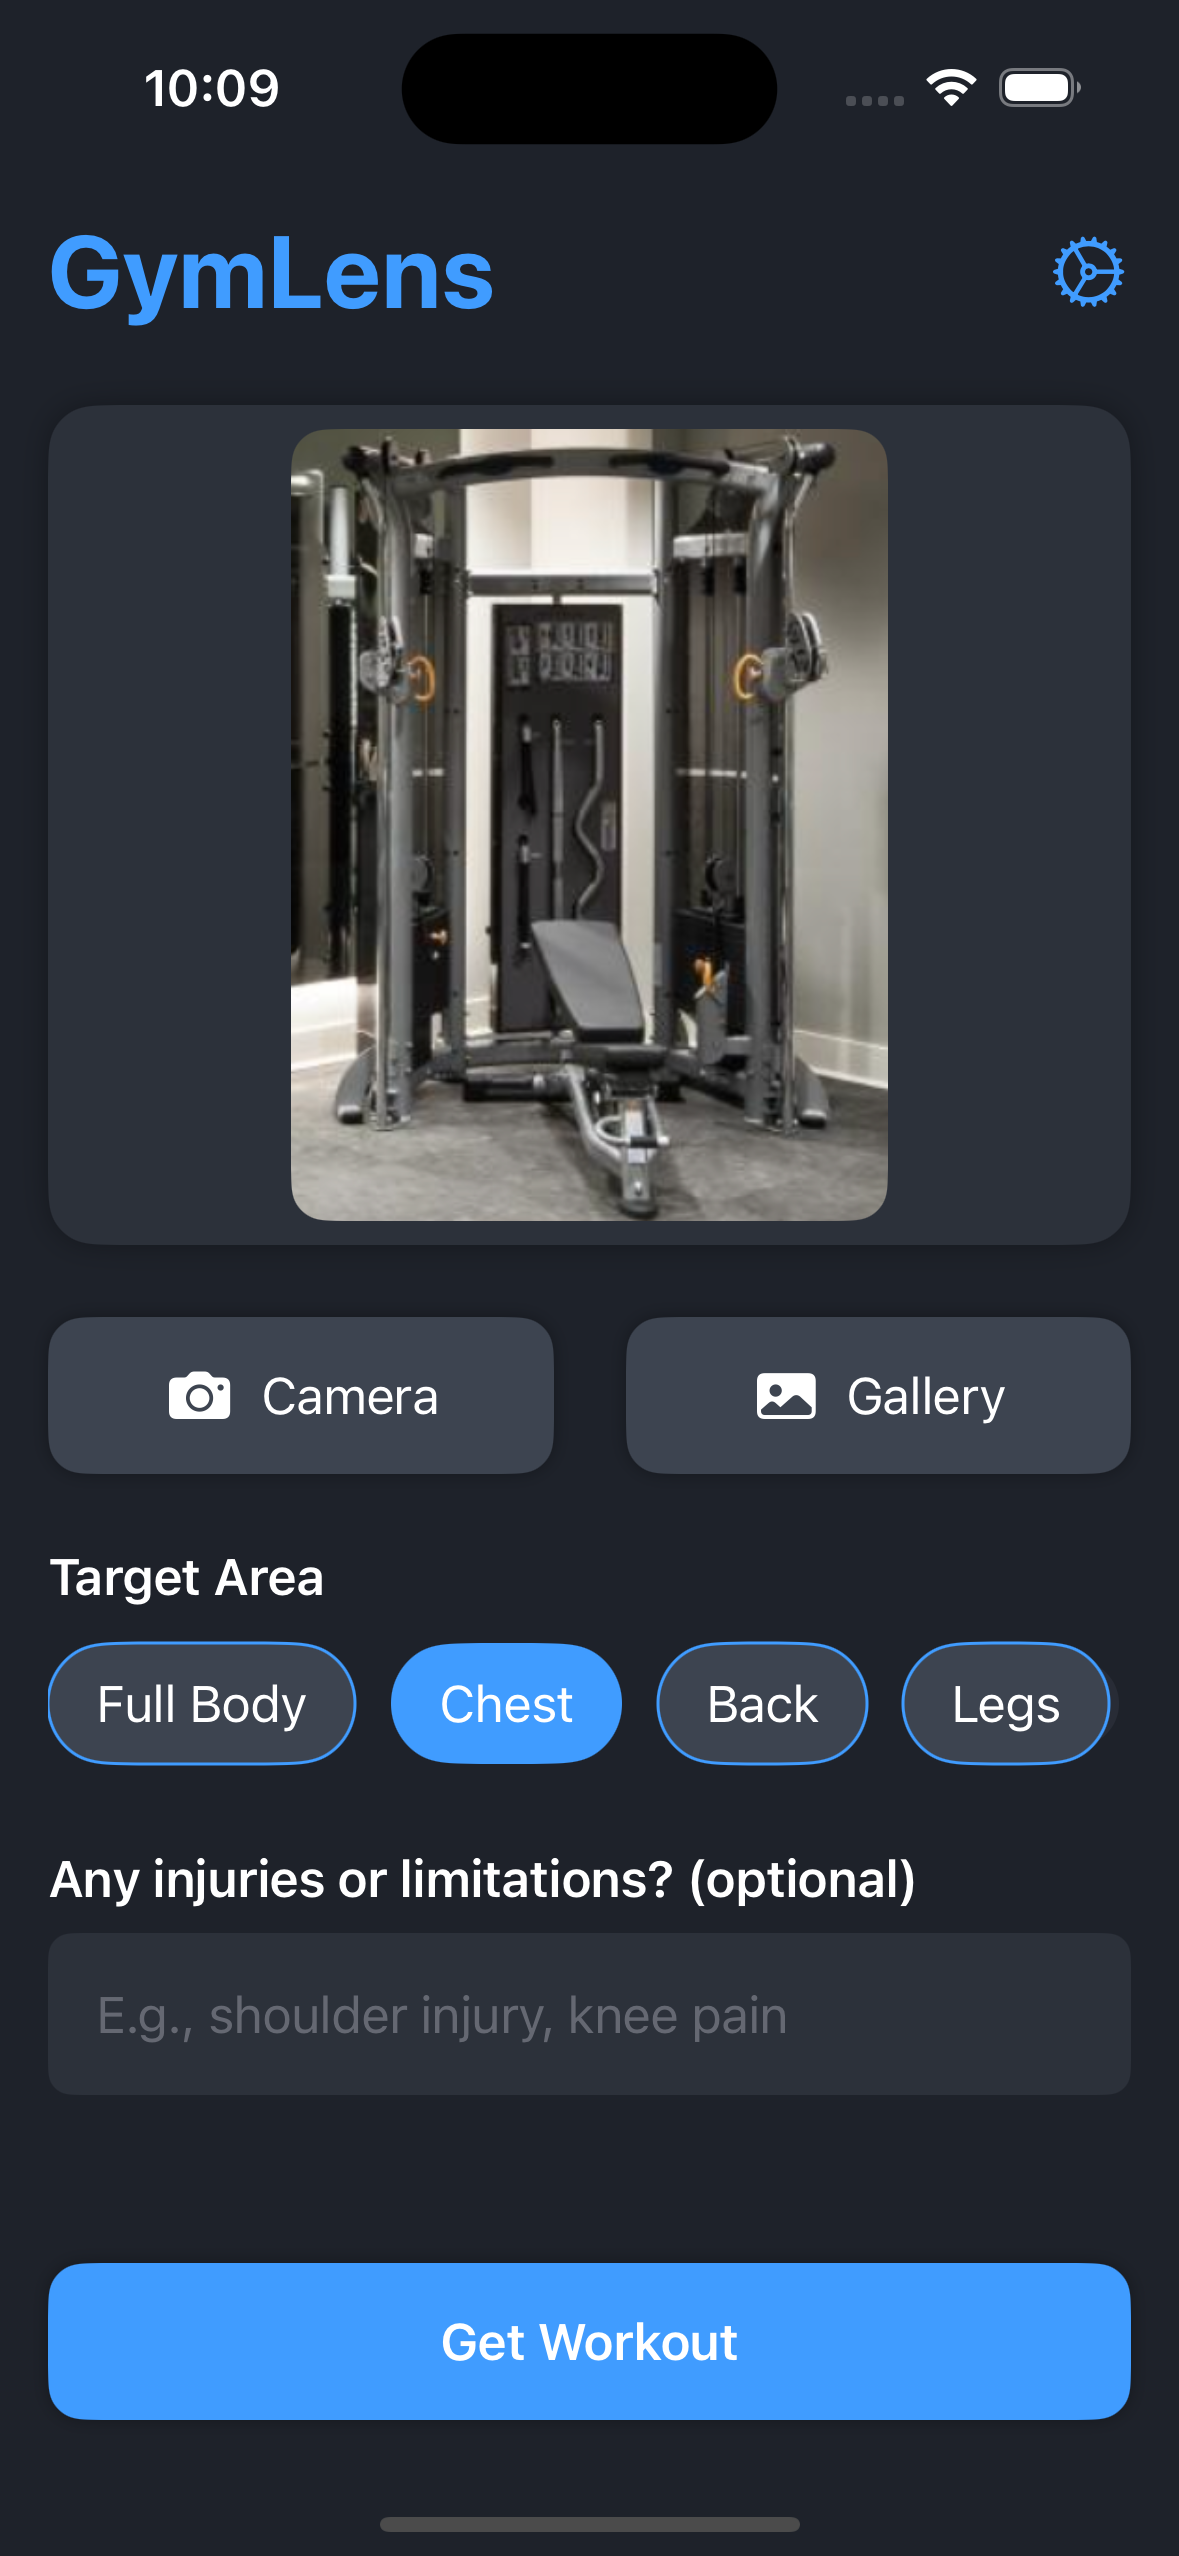 10:09
GymLens
Camera
Gallery
Target Area
Full Body
Chest
Back
Legs
Any injuries or limitations? (optional)
E.g., shoulder injury, knee pain
Get Workout